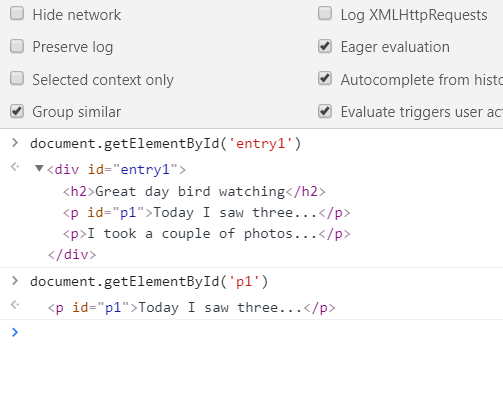 Hide network Log XMLHttpRequests
Preserve log Eager evaluation
Selected context only Autocomplete from histo
Group similar Evaluate triggers user act
> document.getElementById('entry1')
<div id="entry1">
<h2>Great day bird watching</h2>
<p id="p1">Today I saw three...</p>
<p>I took a couple of photos...</p>
</div>
> document.getElementById('p1')
<p id="p1">Today I saw three...</p>
>